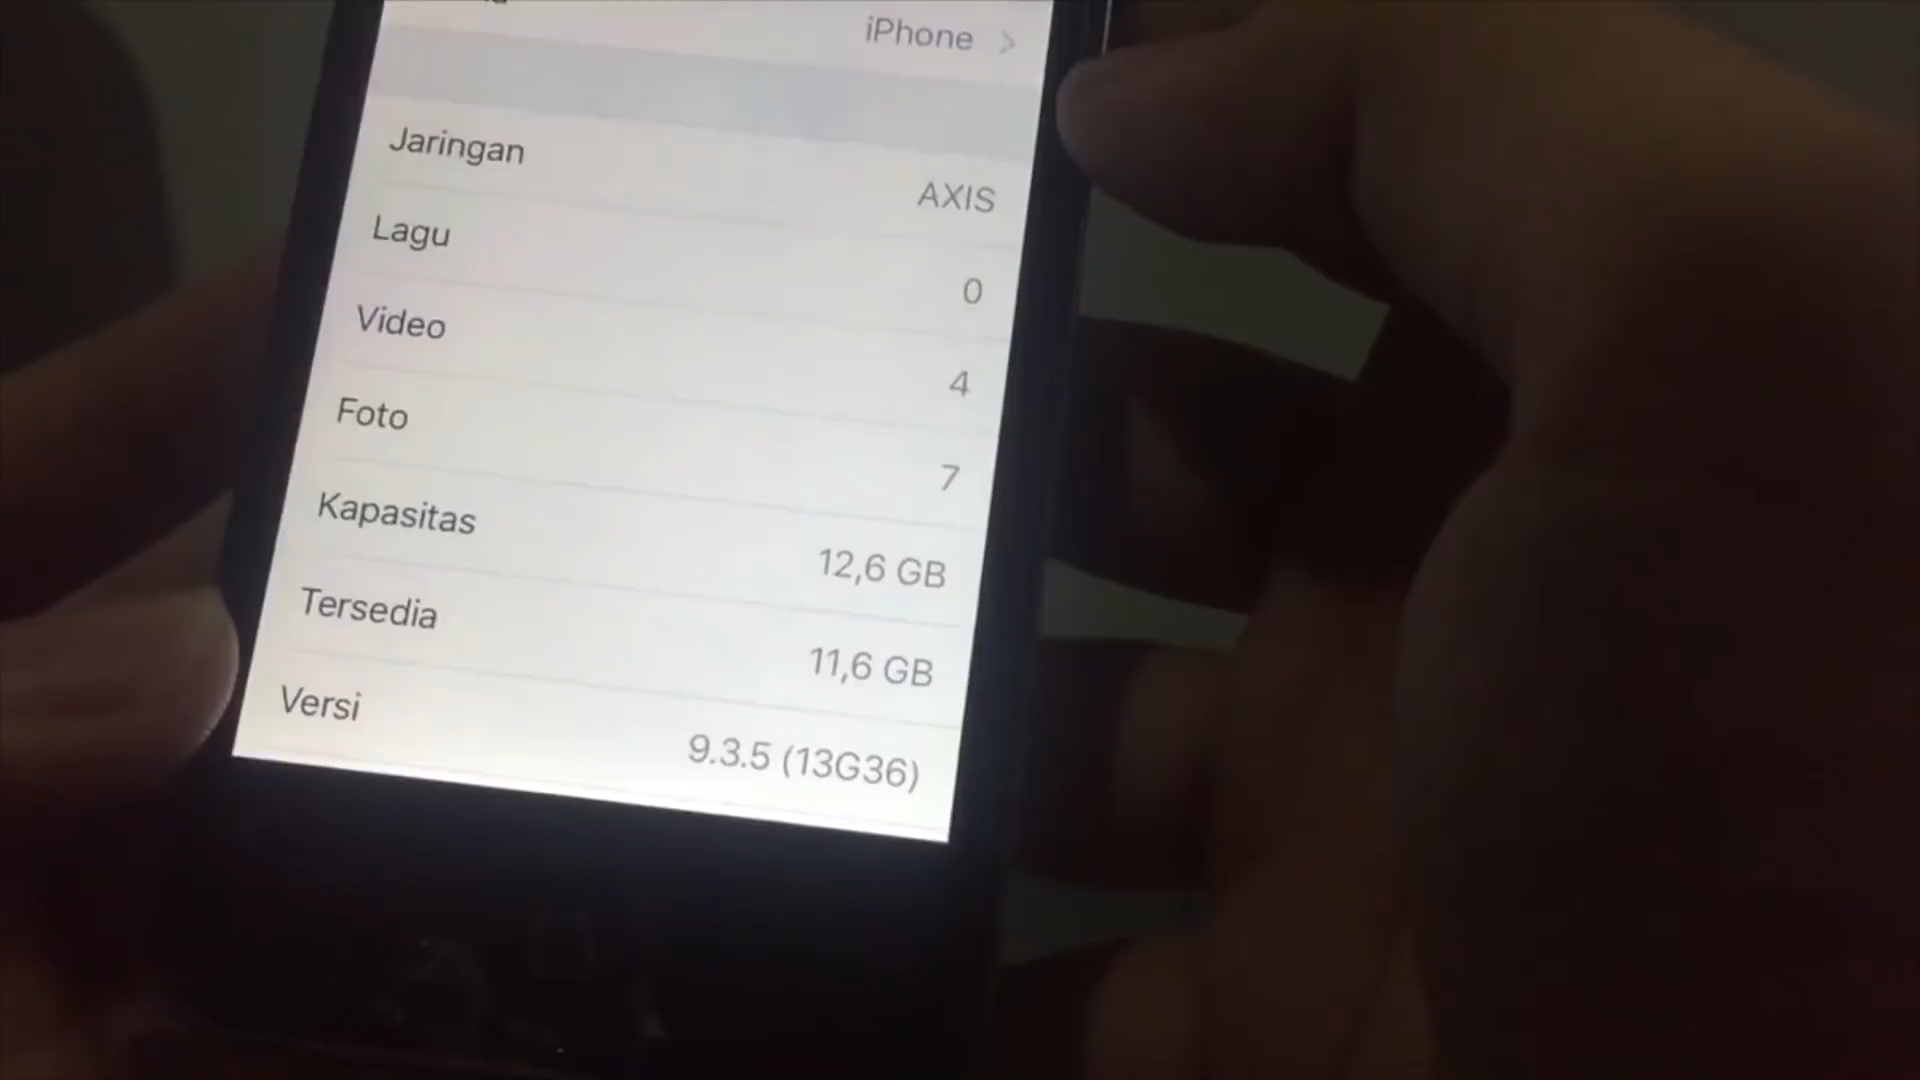 iPhone
Jaringan AXIS
Lagu 0
Video 4
Foto 7
Kapasitas 12,6 GB
Tersedia 11,6 GB
Versi 9.3.5 (13G36)